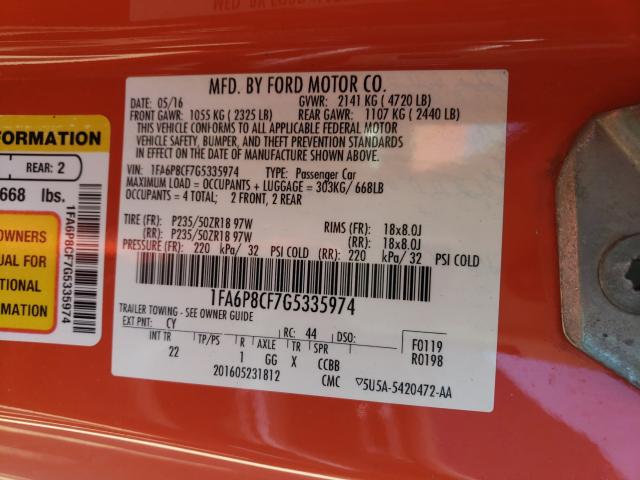 MFD. BY FORD MOTOR CO.
DATE: 05/16 GVWR: 2141 KG ( 4720 LB)
FRONT GAWR: 1055 KG ( 2325 LB) REAR GAWR: 1107 KG ( 2440 LB)
THIS VEHICLE CONFORMS TO ALL APPLICABLE FEDERAL MOTOR
VEHICLE SAFETY, BUMPER, AND THEFT PREVENTION STANDARDS
IN EFFECT ON THE DATE OF MANUFACTURE SHOWN ABOVE.
VIN: 1FA6P8CF7G5335974 TYPE: Passenger Car
MAXIMUM LOAD = OCCUPANTS + LUGGAGE = 303KG/ 668LB
OCCUPANTS = 4 TOTAL; 2 FRONT, 2 REAR
TIRE (FR): P235/50ZR18 97W RIMS (FR): 18x8.0J
(RR): P235/50ZR18 97W (RR): 18x8.0J
PRESSURE (FR): 220 kPa/ 32 PSI COLD (RR): 220 kPa/ 32 PSI COLD
1FA6P8CF7G5335974
TRAILER TOWING - SEE OWNER GUIDE
EXT PNT: CY RC: 44 DSO: F0119
INT TR TP/PS R AXLE TR SPR R0198
22 1 GG X CCBB
201605231812 CMC 5U5A-5420472-AA
FORMATION
REAR: 2
668 lbs.
OWNERS
UAL FOR
TIONAL
RMATION
1FA6P8CF7G5335974